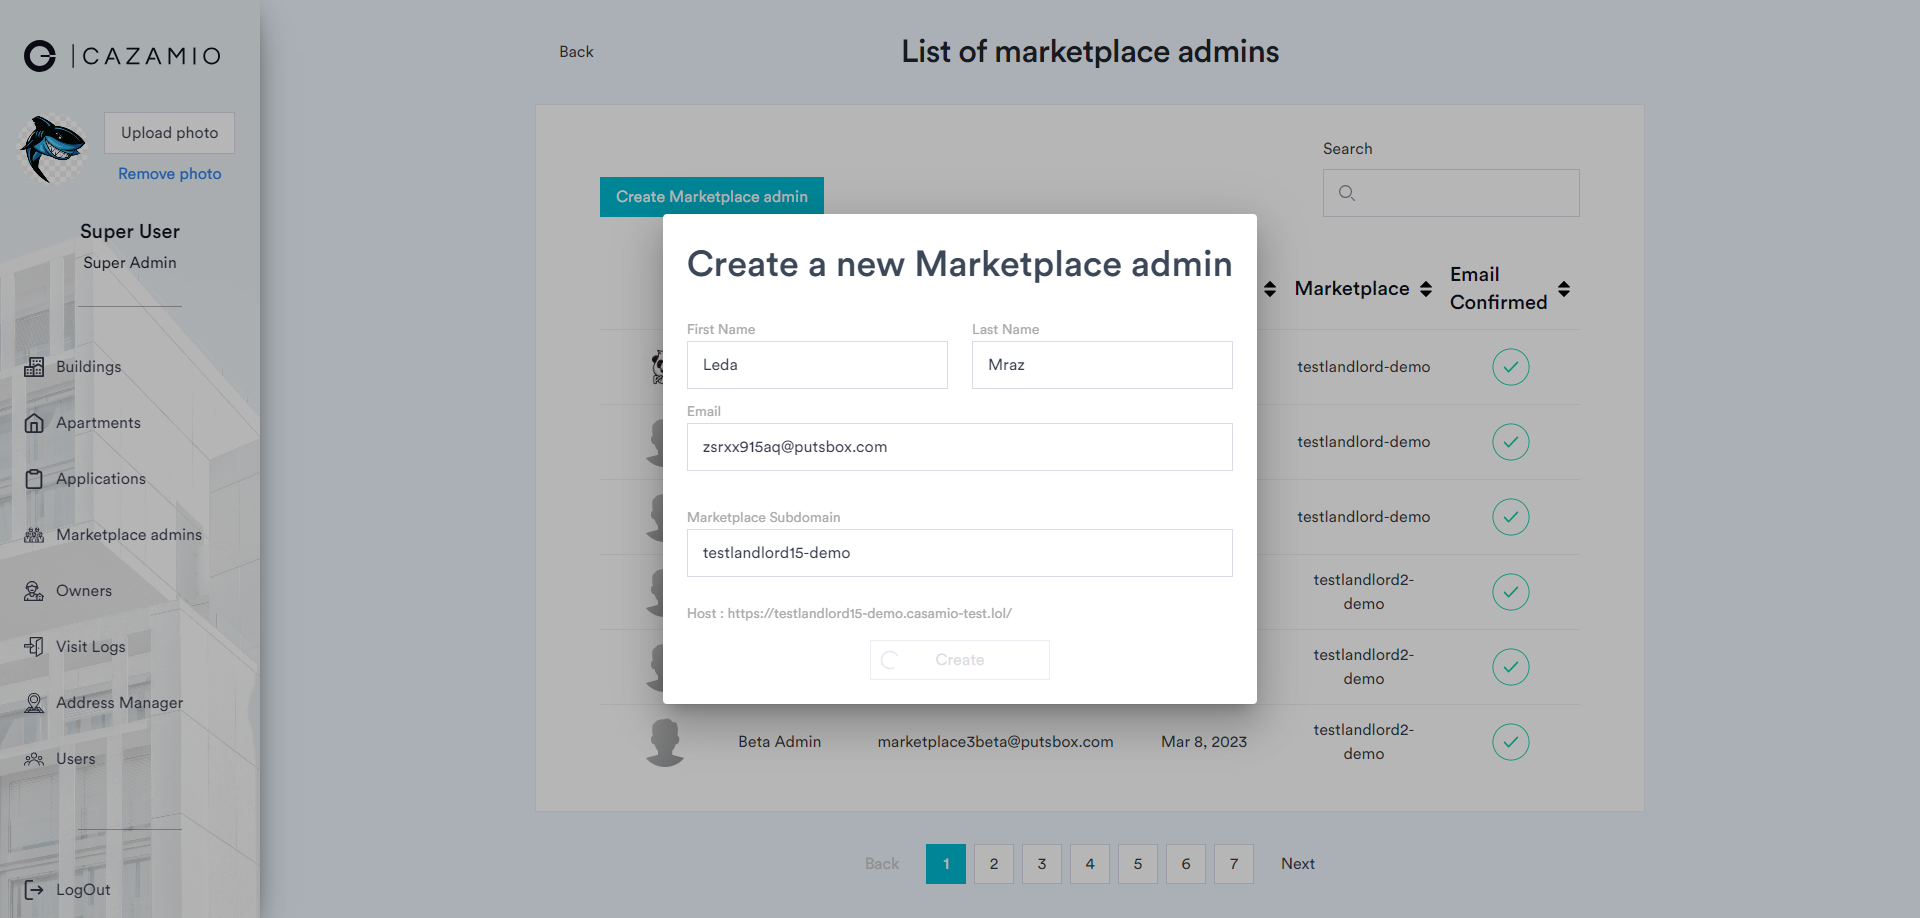 CAZAMIO
Upload photo
Remove photo
Super User
Super Admin
Buildings
Apartments
Applications
Marketplace admins
Owners
Visit Logs
Address Manager
Users
LogOut
Back
List of marketplace admins
Search
Create Marketplace admin
Marketplace
Email
Confirmed
testlandlord-demo
testlandlord-demo
testlandlord-demo
testlandlord2-
demo
testlandlord2-
demo
Beta Admin marketplace3beta@putsbox.com Mar 8, 2023 testlandlord2-
demo
Create a new Marketplace admin
First Name Last Name
Leda Mraz
Email
zsrxx915aq@putsbox.com
Marketplace Subdomain
testlandlord15-demo
Host : https://testlandlord15-demo.casamio-test.lol/
Create
Back 1 2 3 4 5 6 7 Next